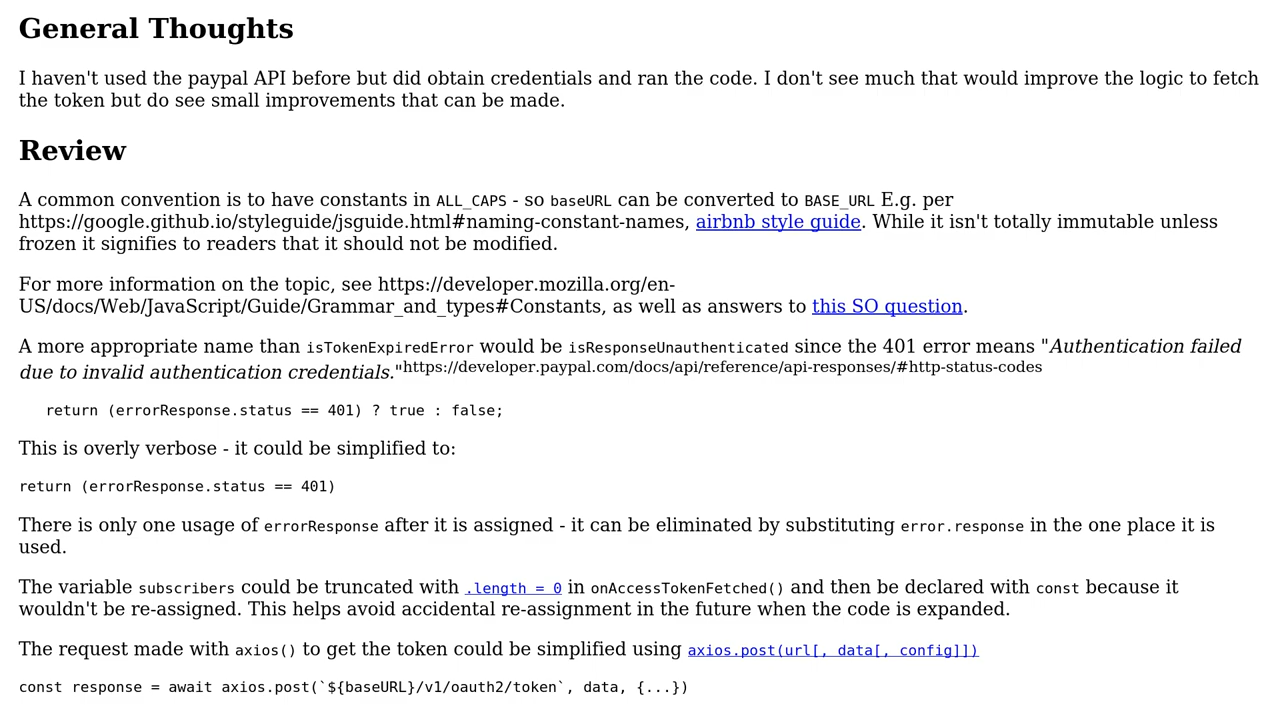 General Thoughts
I haven't used the paypal API before but did obtain credentials and ran the code. I don't see much that would improve the logic to fetch
the token but do see small improvements that can be made.
Review
A common convention is to have constants in ALL_CAPS - so baseURL can be converted to BASE_URL E.g. per
https://google.github.io/styleguide/jsguide.html#naming-constant-names, airbnb style guide. While it isn't totally immutable unless
frozen it signifies to readers that it should not be modified.
For more information on the topic, see https://developer.mozilla.org/en-
US/docs/Web/JavaScript/Guide/Grammar_and_types#Constants, as well as answers to this SO question.
A more appropriate name than isTokenExpiredError would be isResponseUnauthenticated since the 401 error means "Authentication failed
due to invalid authentication credentials."https://developer.paypal.com/docs/api/reference/api-responses/#http-status-codes
return (errorResponse.status == 401) ? true : false;
This is overly verbose - it could be simplified to:
return (errorResponse.status == 401)
There is only one usage of errorResponse after it is assigned - it can be eliminated by substituting error.response in the one place it is
used.
The variable subscribers could be truncated with .length = 0 in onAccessTokenFetched() and then be declared with const because it
wouldn't be re-assigned. This helps avoid accidental re-assignment in the future when the code is expanded.
The request made with axios() to get the token could be simplified using axios.post(url[, data[, config]])
const response = await axios.post(`${baseURL}/v1/oauth2/token`, data, {...})